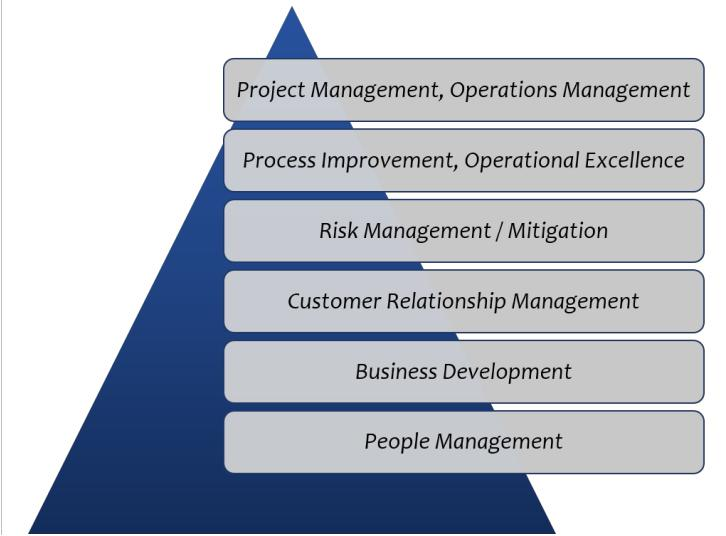 Project Management, Operations Management
Process Improvement, Operational Excellence
Risk Management / Mitigation
Customer Relationship Management
Business Development
People Management